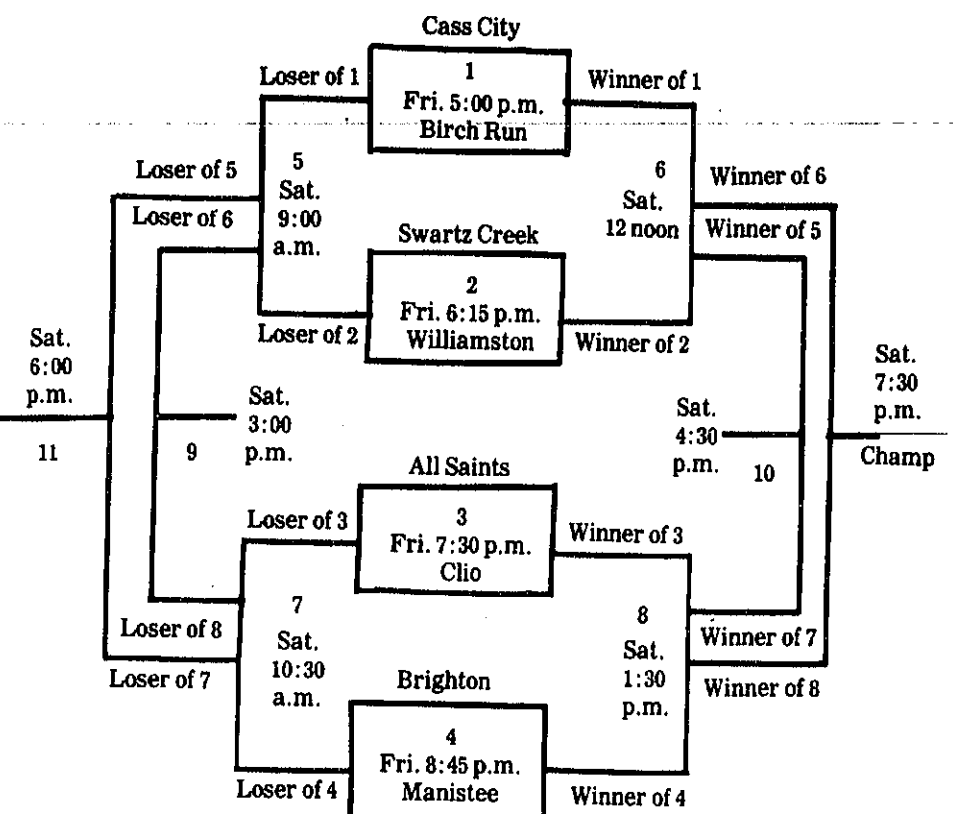 Cass City
Loser of 1
1
Fri. 5:00 p.m.
Birch Run
Winner of 1
Loser of 5
Loser of 6
5
Sat.
9:00
a.m.
6
Sat.
12 noon
Winner of 6
Winner of 5
Swartz Creek
2
Fri. 6:15 p.m.
Williamston
Loser of 2
Winner of 2
Sat.
6:00
p.m.
11
9
Sat.
3:00
p.m.
Sat.
4:30
p.m.
10
Sat.
7:30
p.m.
Champ
All Saints
Loser of 3
3
Fri. 7:30 p.m.
Clio
Winner of 3
Loser of 8
Loser of 7
7
Sat.
10:30
a.m.
8
Sat.
1:30
p.m.
Winner of 7
Winner of 8
Brighton
4
Fri. 8:45 p.m.
Manistee
Loser of 4
Winner of 4